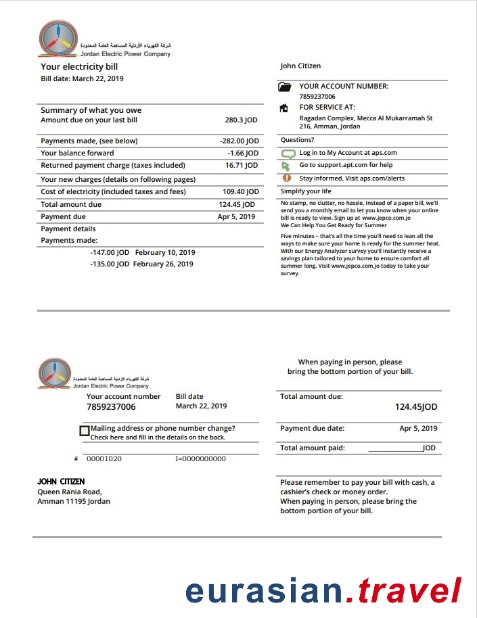 شركة الكهرباء الأردنية المساهمة العامة المحدودة
Jordan Electric Power Company
Your electricity bill
Bill date: March 22, 2019
Summary of what you owe
Amount due on your last bill 280.3 JOD
Payments made, (see below) -282.00 JOD
Your balance forward -1.66 JOD
Returned payment charge (taxes included) 16.71 JOD
Your new charges (details on following pages)
Cost of electricity (included taxes and fees) 109.40 JOD
Total amount due 124.45 JOD
Payment due Apr 5, 2019
Payment details
Payments made:
-147.00 JOD February 10, 2019
-135.00 JOD February 26, 2019
John Citizen
YOUR ACCOUNT NUMBER:
7859237006
FOR SERVICE AT:
Ragadan Complex, Mecca Al Mukarramah St
216, Amman, Jordan
Questions?
Log in to My Account at aps.com
Go to support.apt.com for help
Stay informed. Visit aps.com/alerts
Simplify your life
No stamp, no clutter, no hassle. Instead of a paper bill, we'll
send you a monthly email to let you know when your online
bill is ready to view. Sign up at www.jepco.com.jo
We Can Help You Get Ready for Summer
Five minutes – that's all the time you'll need to lean all the
ways to make sure your home is ready for the summer heat.
With our Energy Analyzer survey you'll instantly receive a
savings plan tailored to your home to ensure comfort all
summer long. Visit www.jepco.com.jo today to take your
survey.
شركة الكهرباء الأردنية المساهمة العامة المحدودة
Jordan Electric Power Company
Your account number Bill date
7859237006 March 22, 2019
Mailing address or phone number change?
Check here and fill in the details on the back.
# 00001020 I=0000000000
JOHN CITIZEN
Queen Rania Road,
Amman 11195 Jordan
When paying in person, please
bring the bottom portion of your bill.
Total amount due:
124.45JOD
Payment due date: Apr 5, 2019
Total amount paid: ________________JOD
Please remember to pay your bill with cash, a
cashier's check or money order.
When paying in person, please bring the
bottom portion of your bill.
eurasian.travel